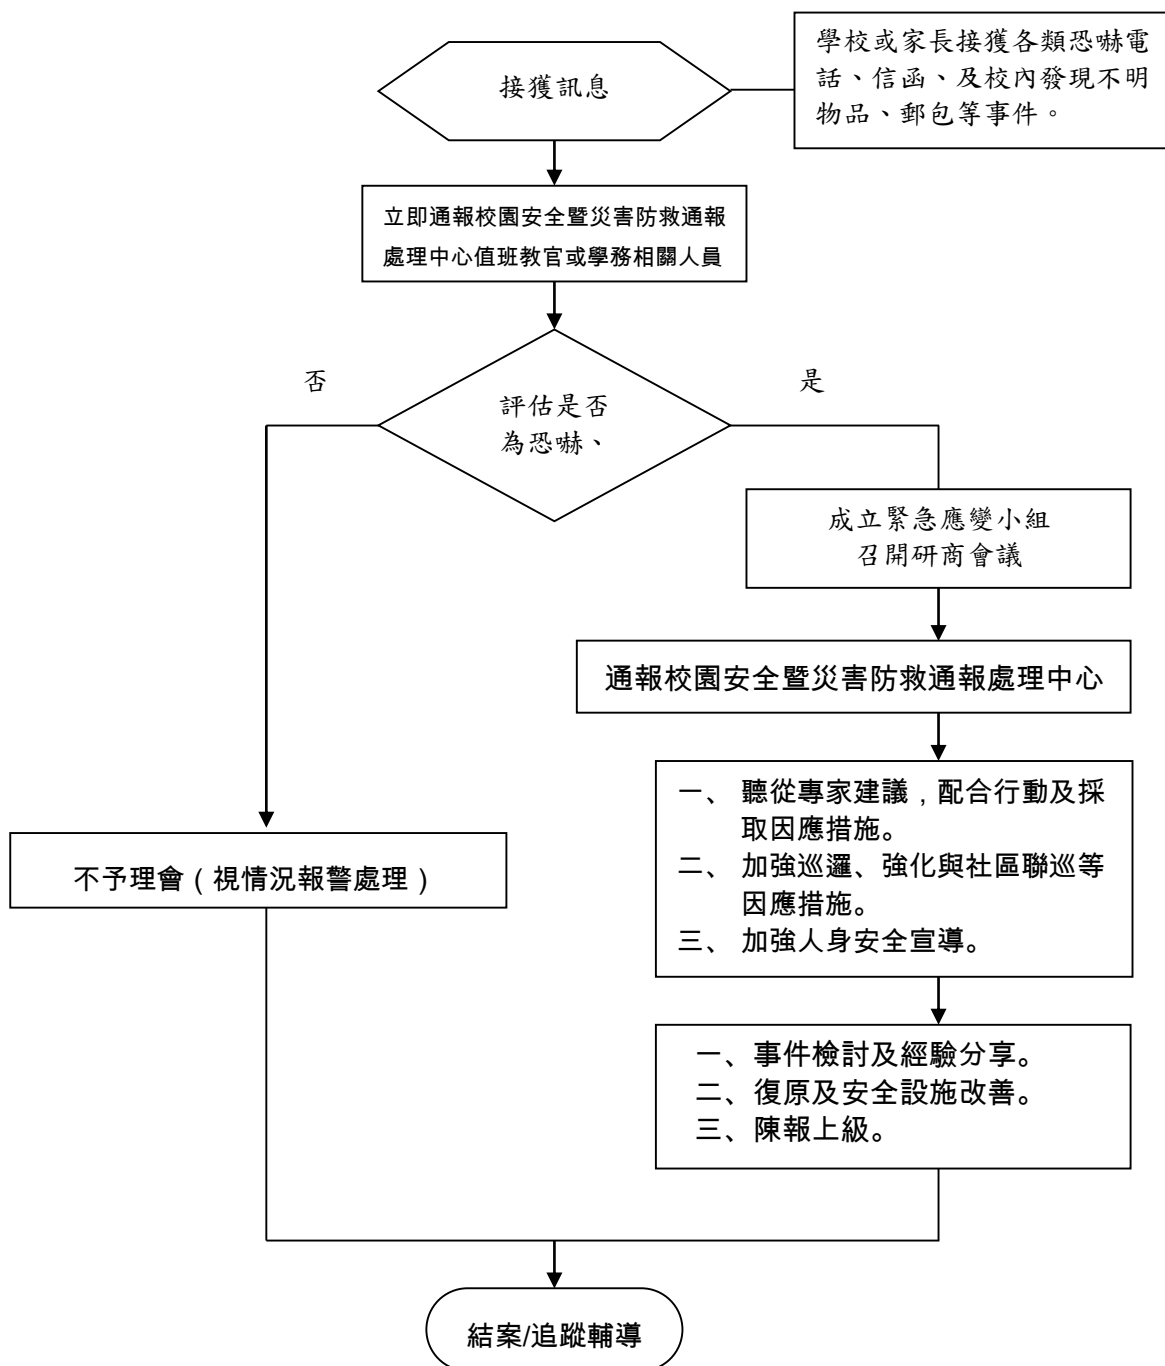 接獲訊息
學校或家長接獲各類恐嚇電
話、信函、及校內發現不明
物品、郵包等事件。
立即通報校園安全暨災害防救通報
處理中心值班教官或學務相關人員
否
是
評估是否
為恐嚇、
成立緊急應變小組
召開研商會議
通報校園安全暨災害防救通報處理中心
一、 聽從專家建議，配合行動及採
取因應措施。
二、 加強巡邏、強化與社區聯巡等
因應措施。
三、 加強人身安全宣導。
不予理會（視情況報警處理）
一、事件檢討及經驗分享。
二、復原及安全設施改善。
三、陳報上級。
結案/追蹤輔導